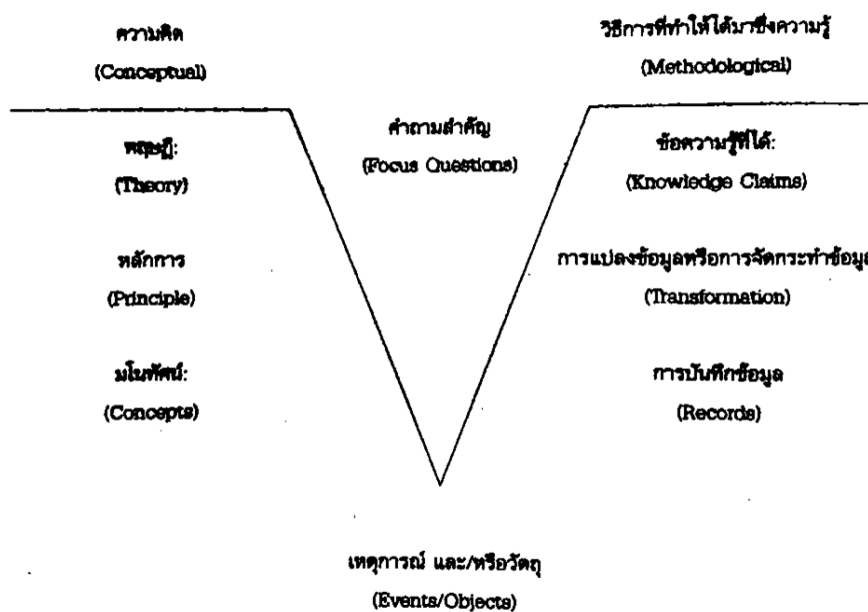 ความคิด
(Conceptual)
วิธีการที่ทำให้ได้มาซึ่งความรู้
(Methodological)
คำถามสำคัญ
(Focus Questions)
ทฤษฎี:
(Theory)
ข้อความรู้ที่ได้:
(Knowledge Claims)
หลักการ
(Principle)
การแปลงข้อมูลหรือการจัดกระทำข้อมูล
(Transformation)
มโนทัศน์:
(Concepts)
การบันทึกข้อมูล
(Records)
เหตุการณ์ และ/หรือวัตถุ
(Events/Objects)